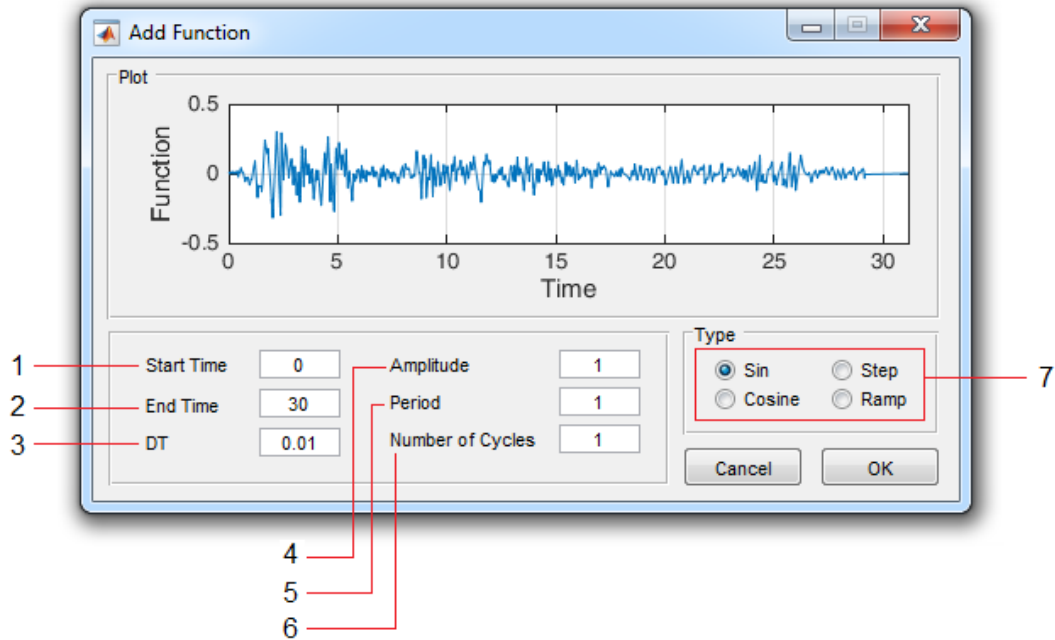 Add Function
Plot
0.5
0
-0.5
Function
0 5 10 15 20 25 30
Time
1 Start Time 0
2 End Time 30
3 DT 0.01
Amplitude 1
Period 1
Number of Cycles 1
Type
Sin Step
Cosine Ramp
7
Cancel OK
4
5
6